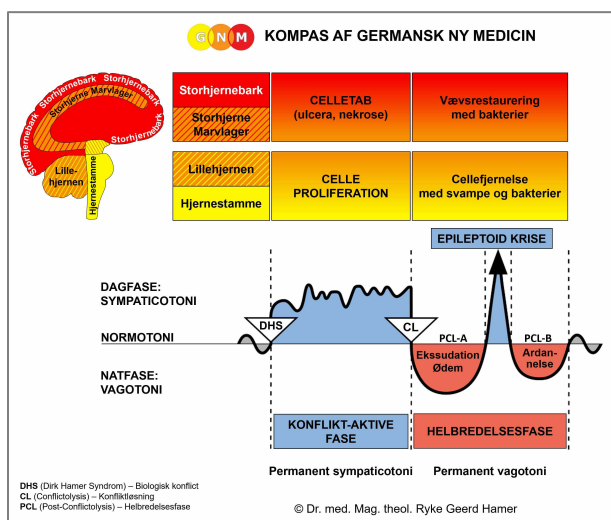 G N M KOMPAS AF GERMANSK NY MEDICIN
Storhjernebark
Storhjernebark
Storhjerne Marvlager
Storhjernebark
Storhjernebark
Lille-
hjernen
Hjernestamme
Storhjernebark
Storhjerne
Marvlager
CELLETAB
(ulcera, nekrose)
Vævsrestaurering
med bakterier
Lillehjernen
Hjernestamme
CELLE
PROLIFERATION
Cellefjernelse
med svampe og bakterier
EPILEPTOID KRISE
DAGFASE:
SYMPATICOTONI
DHS
CL
NORMOTONI
PCL-A
PCL-B
Ekssudation
Ødem
Ardan-
nelse
NATFASE:
VAGOTONI
KONFLIKT-AKTIVE
FASE
HELBREDELSESFASE
Permanent sympaticotoni
Permanent vagotoni
DHS (Dirk Hamer Syndrom) – Biologisk konflict
CL (Conflictolysis) – Konfliktløsning
PCL (Post-Conflictolysis) – Helbredelsesfase
© Dr. med. Mag. theol. Ryke Geerd Hamer